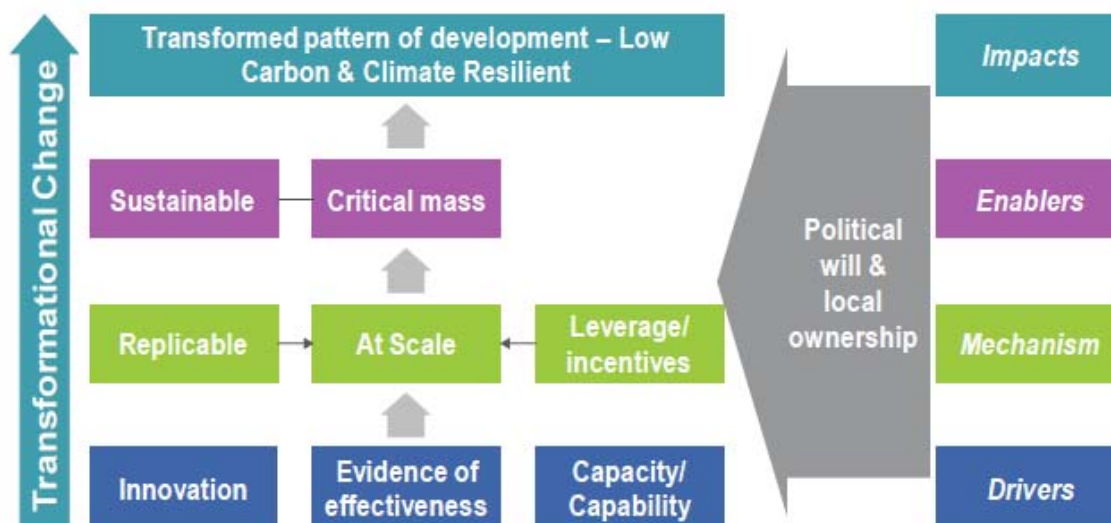 Transformational Change
Transformed pattern of development – Low
Carbon & Climate Resilient
Impacts
Sustainable
Critical mass
Enablers
Political
will &
local
ownership
Replicable
At Scale
Leverage/
incentives
Mechanism
Innovation
Evidence of
effectiveness
Capacity/
Capability
Drivers